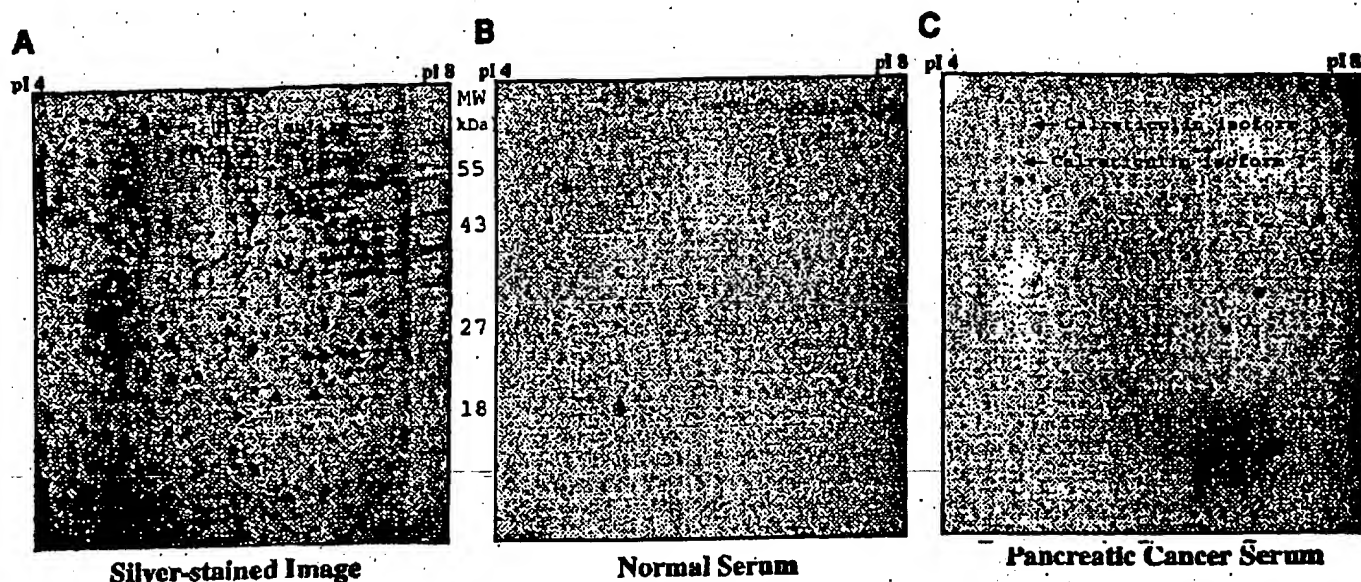 A
B
C
pI 4
pI 8
pI 4
pI 8
pI 4
pI 8
MW
kDa
55
43
27
18
← Calreticulin isoform
← Calreticulin isoform
Silver-stained Image
Normal Serum
Pancreatic Cancer Serum